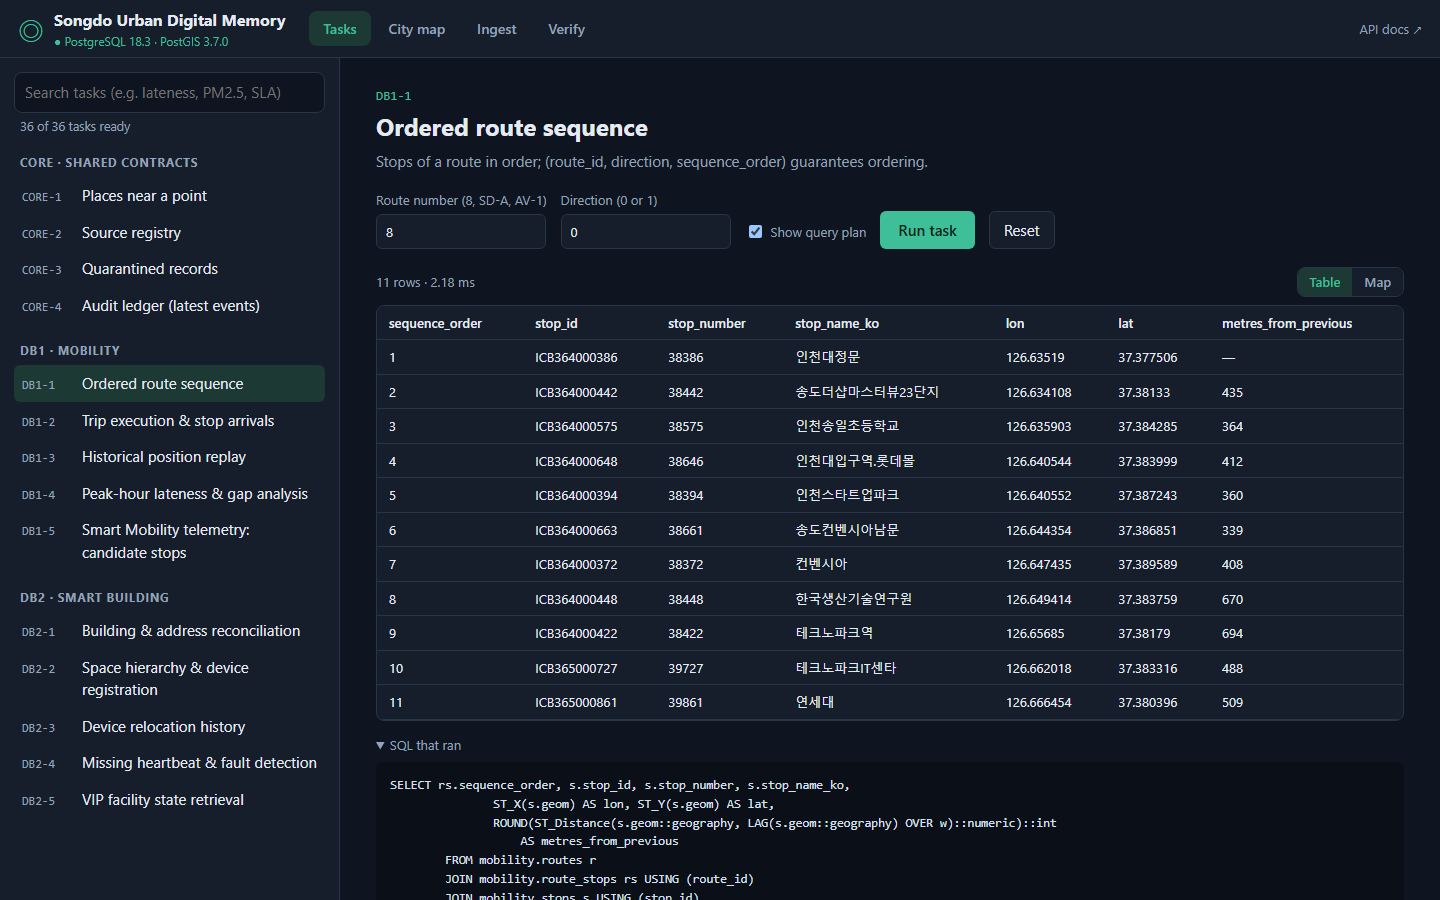 Songdo Urban Digital Memory
● PostgreSQL 18.3 · PostGIS 3.7.0
Tasks City map Ingest Verify
API docs ↗
Search tasks (e.g. lateness, PM2.5, SLA)
36 of 36 tasks ready
CORE · SHARED CONTRACTS
CORE-1 Places near a point
CORE-2 Source registry
CORE-3 Quarantined records
CORE-4 Audit ledger (latest events)
DB1 · MOBILITY
DB1-1 Ordered route sequence
DB1-2 Trip execution & stop arrivals
DB1-3 Historical position replay
DB1-4 Peak-hour lateness & gap analysis
DB1-5 Smart Mobility telemetry:
candidate stops
DB2 · SMART BUILDING
DB2-1 Building & address reconciliation
DB2-2 Space hierarchy & device
registration
DB2-3 Device relocation history
DB2-4 Missing heartbeat & fault detection
DB2-5 VIP facility state retrieval
DB1-1
Ordered route sequence
Stops of a route in order; (route_id, direction, sequence_order) guarantees ordering.
Route number (8, SD-A, AV-1) Direction (0 or 1)
8 0 Show query plan Run task Reset
11 rows · 2.18 ms
Table Map
sequence_order stop_id stop_number stop_name_ko lon lat metres_from_previous
1 ICB364000386 38386 인천대정문 126.63519 37.377506 —
2 ICB364000442 38442 송도더샵마스터뷰23단지 126.634108 37.38133 435
3 ICB364000575 38575 인천송일초등학교 126.635903 37.384285 364
4 ICB364000648 38646 인천대입구역.롯데몰 126.640544 37.383999 412
5 ICB364000394 38394 인천스타트업파크 126.640552 37.387243 360
6 ICB364000663 38661 송도컨벤시아남문 126.644354 37.386851 339
7 ICB364000372 38372 컨벤시아 126.647435 37.389589 408
8 ICB364000448 38448 한국생산기술연구원 126.649414 37.383759 670
9 ICB364000422 38422 테크노파크역 126.65685 37.38179 694
10 ICB365000727 39727 테크노파크IT센타 126.662018 37.383316 488
11 ICB365000861 39861 연세대 126.666454 37.380396 509
▼ SQL that ran
SELECT rs.sequence_order, s.stop_id, s.stop_number, s.stop_name_ko,
ST_X(s.geom) AS lon, ST_Y(s.geom) AS lat,
ROUND(ST_Distance(s.geom::geography, LAG(s.geom::geography) OVER w)::numeric)::int
AS metres_from_previous
FROM mobility.routes r
JOIN mobility.route_stops rs USING (route_id)
JOIN mobility.stops s USING (stop_id)